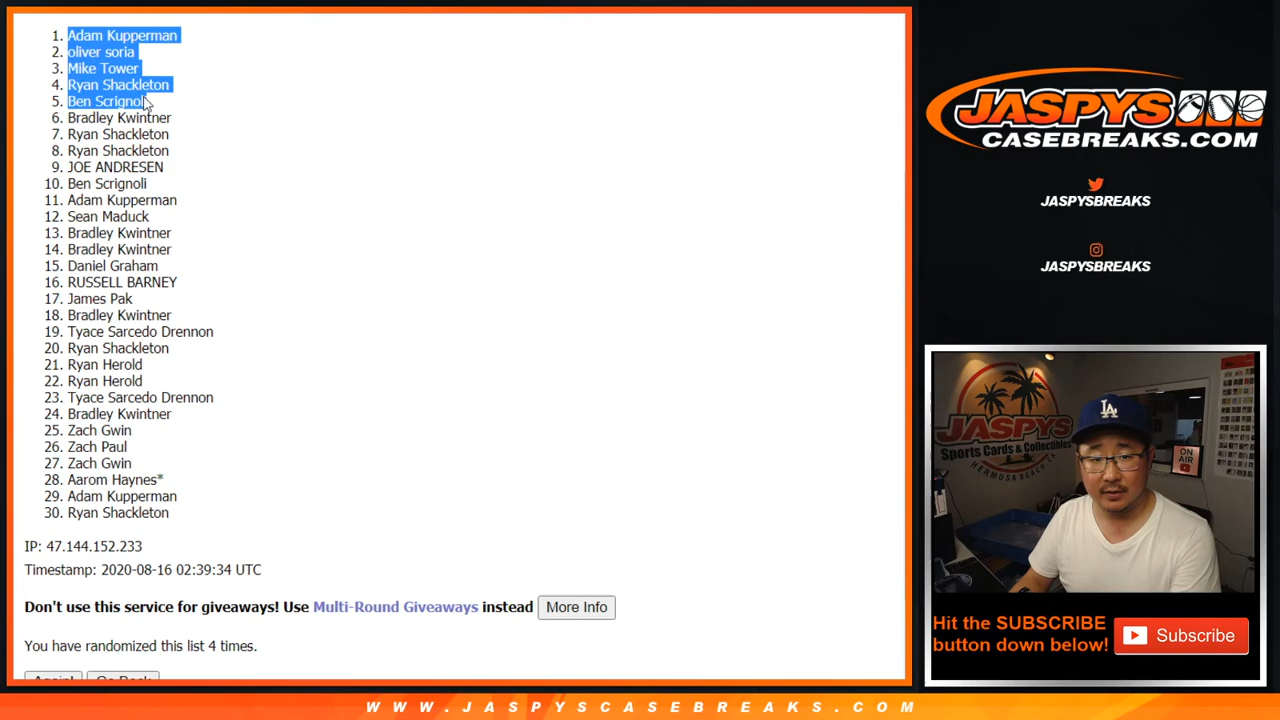 1. Adam Kupperman
2. oliver soria
3. Mike Tower
4. Ryan Shackleton
5. Ben Scrignoli
6. Bradley Kwintner
7. Ryan Shackleton
8. Ryan Shackleton
9. JOE ANDRESEN
10. Ben Scrignoli
11. Adam Kupperman
12. Sean Maduck
13. Bradley Kwintner
14. Bradley Kwintner
15. Daniel Graham
16. RUSSELL BARNEY
17. James Pak
18. Bradley Kwintner
19. Tyace Sarcedo Drennon
20. Ryan Shackleton
21. Ryan Herold
22. Ryan Herold
23. Tyace Sarcedo Drennon
24. Bradley Kwintner
25. Zach Gwin
26. Zach Paul
27. Zach Gwin
28. Aarom Haynes*
29. Adam Kupperman
30. Ryan Shackleton
IP: 47.144.152.233
Timestamp: 2020-08-16 02:39:34 UTC
Don't use this service for giveaways! Use Multi-Round Giveaways instead More Info
You have randomized this list 4 times.
Again! Go Back
JASPYS
CASEBREAKS.COM
JASPYSBREAKS
JASPYSBREAKS
JASPYS
Sports Cards & Collectibles
HERMOSA BEACH, CA
LA
ON AIR
Hit the SUBSCRIBE
button down below!
Subscribe
WWW.JASPYSCASEBREAKS.COM